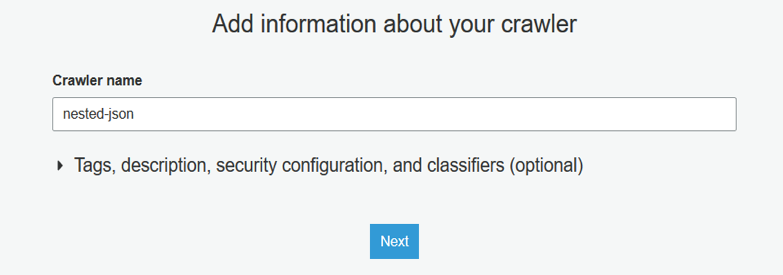 Add information about your crawler
Crawler name
nested-json
Tags, description, security configuration, and classifiers (optional)
Next